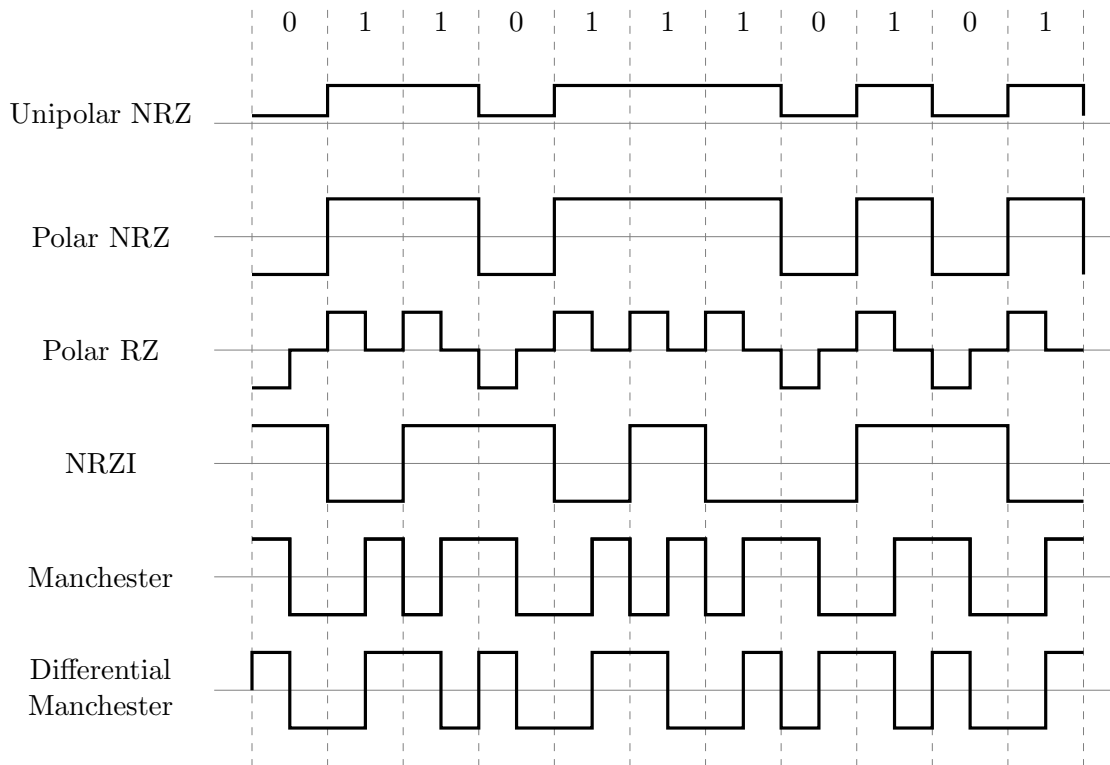 0 1 1 0 1 1 1 0 1 0 1
Unipolar NRZ
Polar NRZ
Polar RZ
NRZI
Manchester
Differential
Manchester